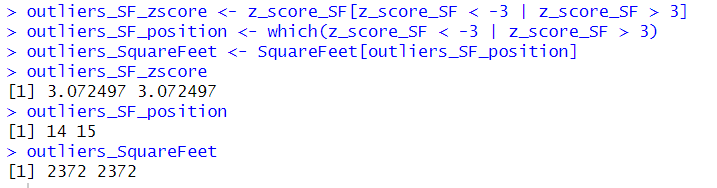 > outliers_SF_zscore <- z_score_SF[z_score_SF < -3 | z_score_SF > 3]
> outliers_SF_position <- which(z_score_SF < -3 | z_score_SF > 3)
> outliers_SquareFeet <- SquareFeet[outliers_SF_position]
> outliers_SF_zscore
[1] 3.072497 3.072497
> outliers_SF_position
[1] 14 15
> outliers_SquareFeet
[1] 2372 2372